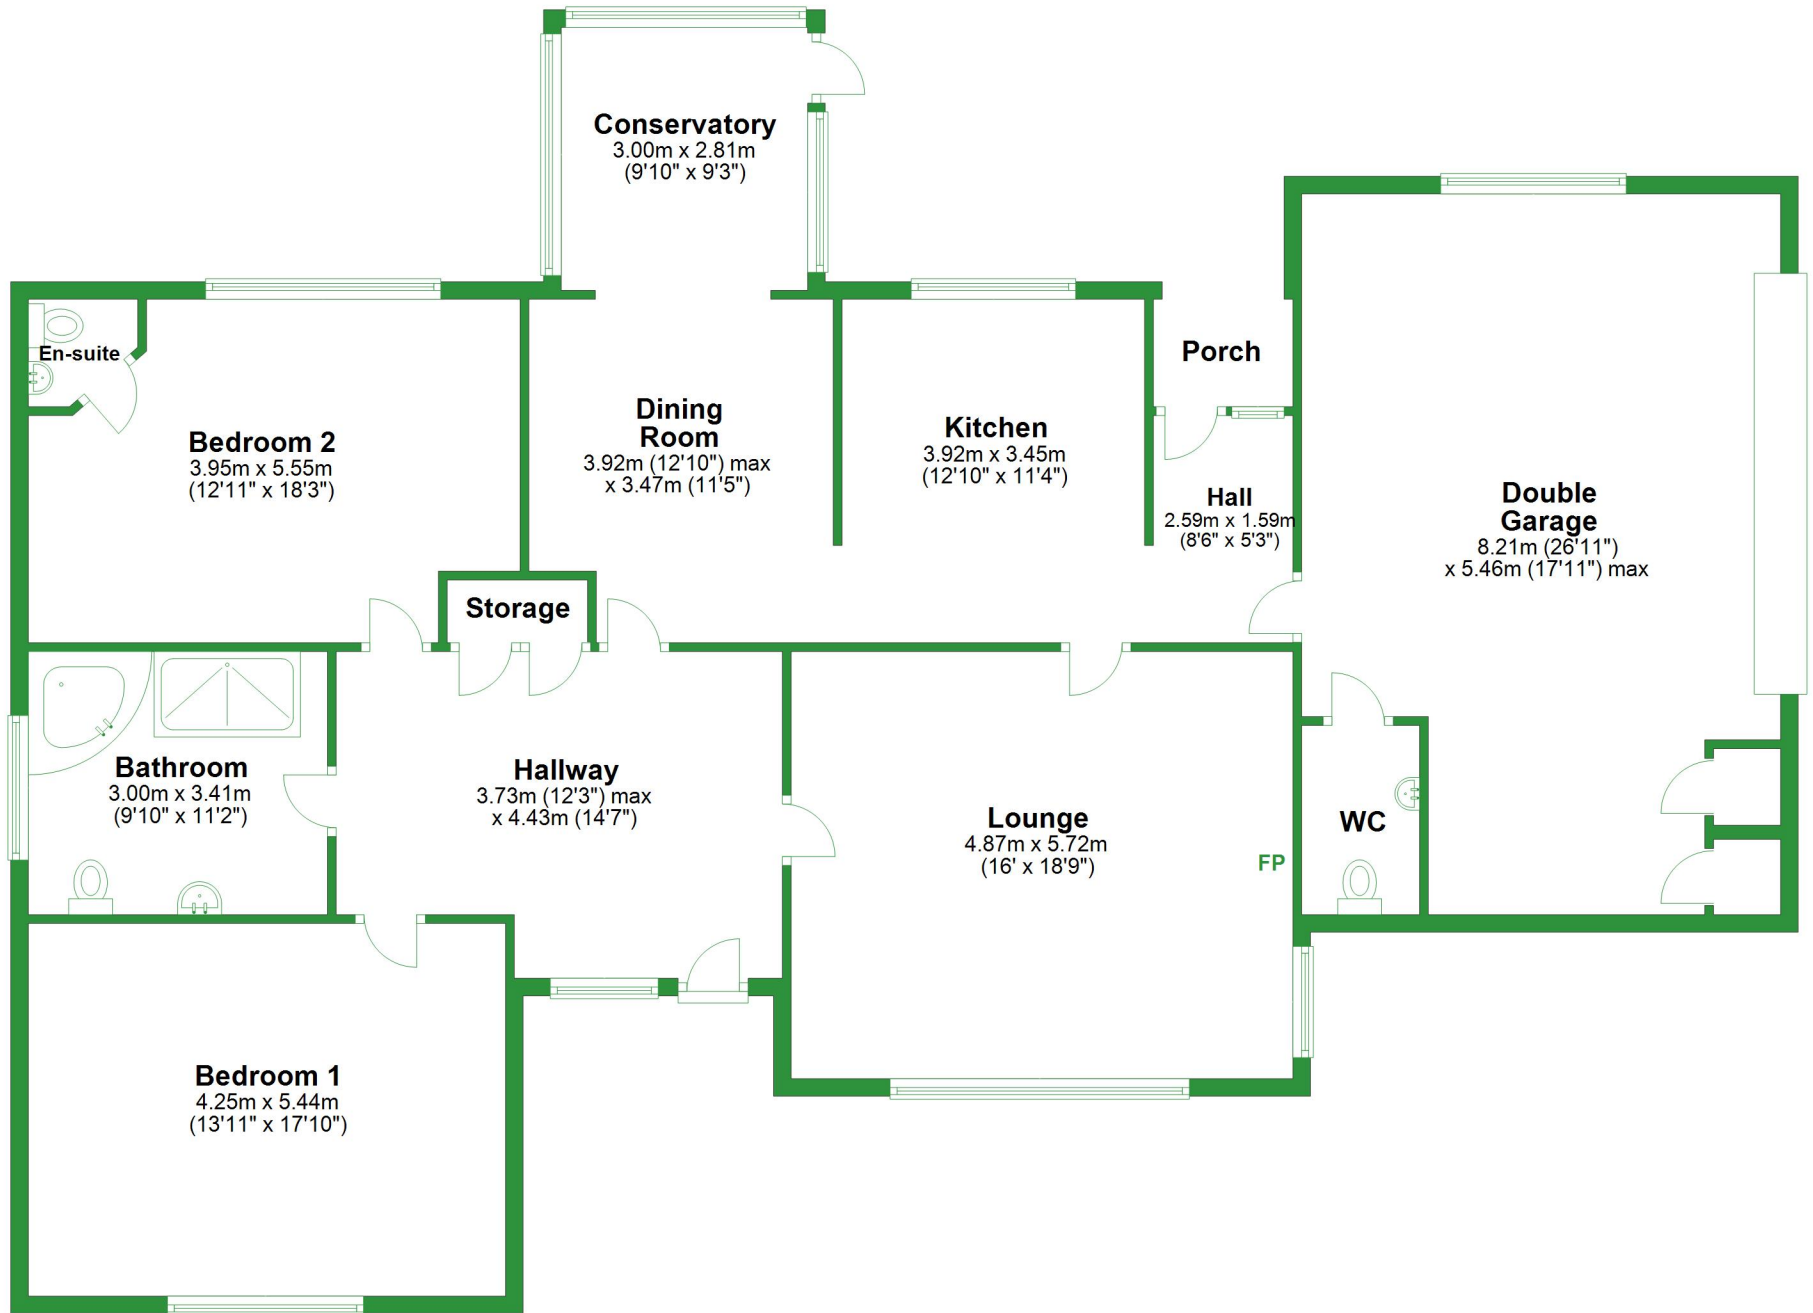 Conservatory
3.00m x 2.81m
(9'10" x 9'3")
En-suite
Bedroom 2
3.95m x 5.55m
(12'11" x 18'3")
Dining
Room
3.92m (12'10") max
x 3.47m (11'5")
Kitchen
3.92m x 3.45m
(12'10" x 11'4")
Porch
Hall
2.59m x 1.59m
(8'6" x 5'3")
Double
Garage
8.21m (26'11")
x 5.46m (17'11") max
Storage
Bathroom
3.00m x 3.41m
(9'10" x 11'2")
Hallway
3.73m (12'3") max
x 4.43m (14'7")
Lounge
4.87m x 5.72m
(16' x 18'9")
FP
WC
Bedroom 1
4.25m x 5.44m
(13'11" x 17'10")